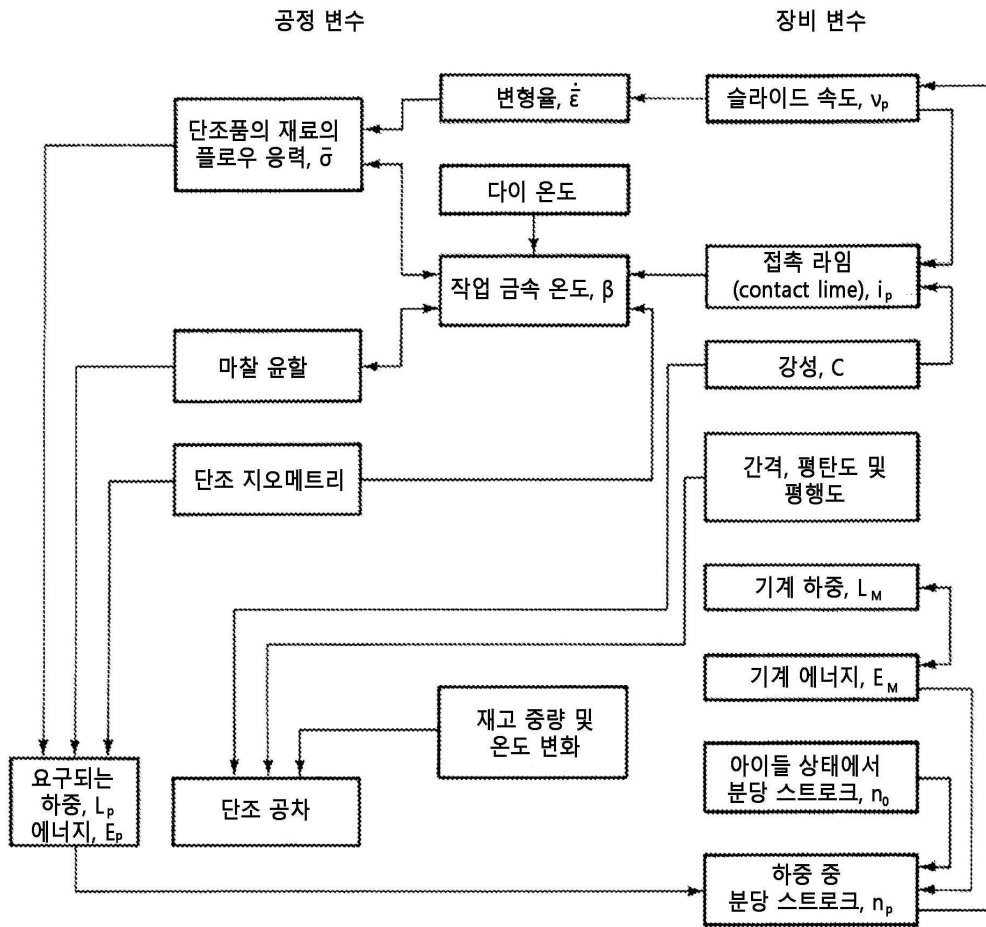 공정 변수
장비 변수
변형율, ε̄̇
슬라이드 속도, νp
단조품의 재료의
플로우 응력, σ̄
다이 온도
작업 금속 온도, β
접촉 라임
(contact lime), ip
마찰 윤할
강성, C
단조 지오메트리
간격, 평탄도 및
평행도
기계 하중, LM
기계 에너지, EM
재고 중량 및
온도 변화
요구되는
하중, Lp
에너지, Ep
단조 공차
아이들 상태에서
분당 스트로크, n0
하중 중
분당 스트로크, np